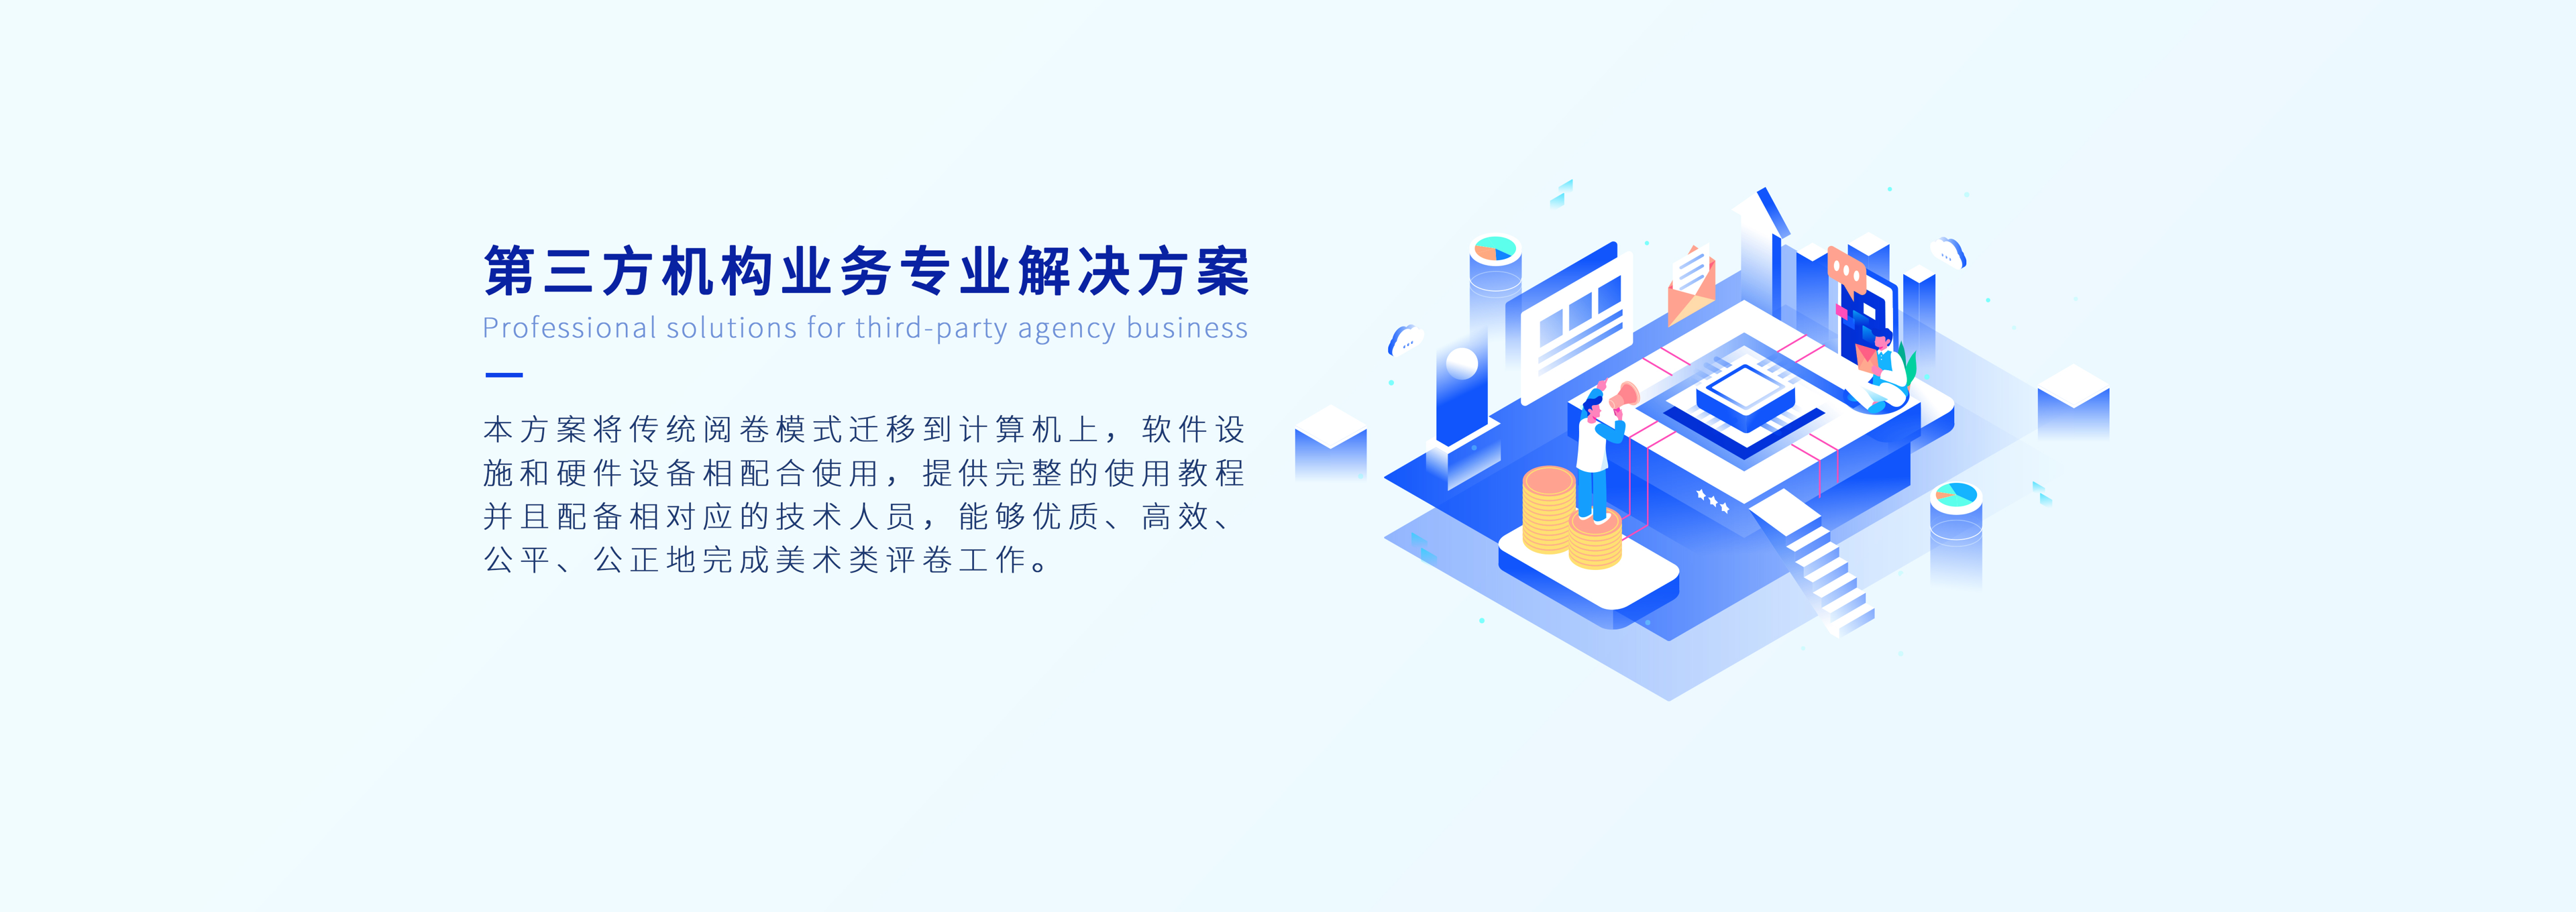 第三方机构业务专业解决方案
Professional solutions for third-party agency business
本方案将传统阅卷模式迁移到计算机上，软件设
施和硬件设备相配合使用，提供完整的使用教程
并且配备相对应的技术人员，能够优质、高效、
公平、公正地完成美术类评卷工作。